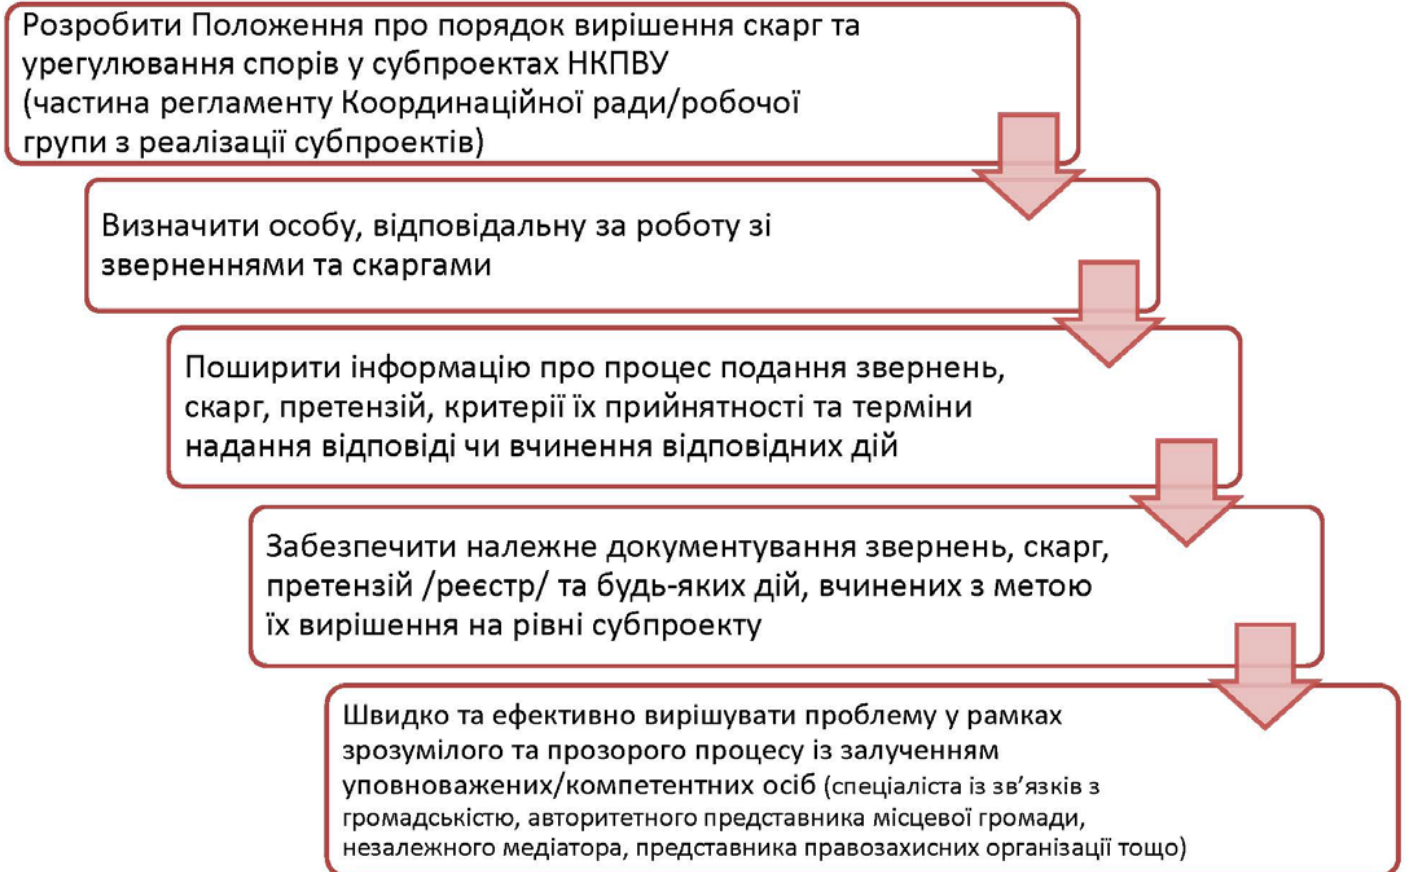 Розробити Положення про порядок вирішення скарг та
урегулювання спорів у субпроектах НКПВУ
(частина регламенту Координаційної ради/робочої
групи з реалізації субпроектів)
Визначити особу, відповідальну за роботу зі
зверненнями та скаргами
Поширити інформацію про процес подання звернень,
скарг, претензій, критерії їх прийнятності та терміни
надання відповіді чи вчинення відповідних дій
Забезпечити належне документування звернень, скарг,
претензій /реєстр/ та будь-яких дій, вчинених з метою
їх вирішення на рівні субпроекту
Швидко та ефективно вирішувати проблему у рамках
зрозумілого та прозорого процесу із залученням
уповноважених/компетентних осіб (спеціаліста із зв’язків з
громадськістю, авторитетного представника місцевої громади,
незалежного медіатора, представника правозахисних організації тощо)